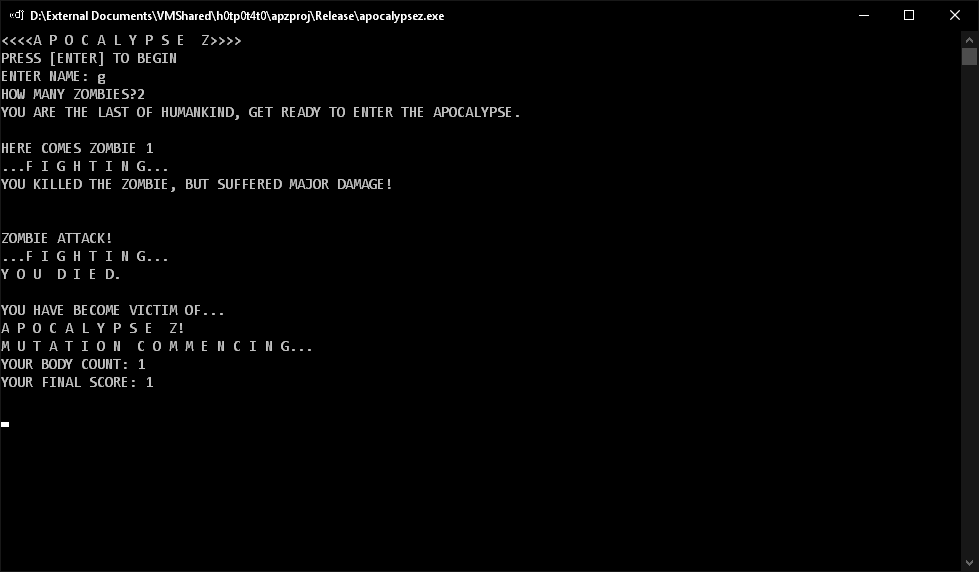 D:\External Documents\VMShared\h0tp0t4t0\apzproj\Release\apocalypsez.exe
<<<<A P O C A L Y P S E  Z>>>>
PRESS [ENTER] TO BEGIN
ENTER NAME: g
HOW MANY ZOMBIES?2
YOU ARE THE LAST OF HUMANKIND, GET READY TO ENTER THE APOCALYPSE.
HERE COMES ZOMBIE 1
...F I G H T I N G...
YOU KILLED THE ZOMBIE, BUT SUFFERED MAJOR DAMAGE!
ZOMBIE ATTACK!
...F I G H T I N G...
Y O U  D I E D.
YOU HAVE BECOME VICTIM OF...
A P O C A L Y P S E  Z!
M U T A T I O N  C O M M E N C I N G...
YOUR BODY COUNT: 1
YOUR FINAL SCORE: 1